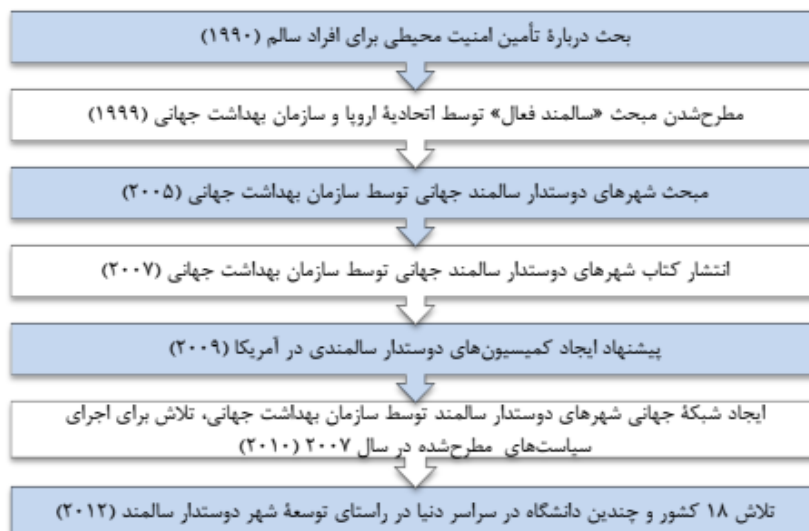 بحث دربارهٔ تأمین امنیت محیطی برای افراد سالم (۱۹۹۰)
مطرح‌شدن مبحث «سالمند فعال» توسط اتحادیهٔ اروپا و سازمان بهداشت جهانی (۱۹۹۹)
مبحث شهرهای دوستدار سالمند جهانی توسط سازمان بهداشت جهانی (۲۰۰۵)
انتشار کتاب شهرهای دوستدار سالمند جهانی توسط سازمان بهداشت جهانی (۲۰۰۷)
پیشنهاد ایجاد کمیسیون‌های دوستدار سالمندی در آمریکا (۲۰۰۹)
ایجاد شبکهٔ جهانی شهرهای دوستدار سالمند توسط سازمان بهداشت جهانی، تلاش برای اجرای
سیاست‌های مطرح‌شده در سال ۲۰۰۷ (۲۰۱۰)
تلاش ۱۸ کشور و چندین دانشگاه در سراسر دنیا در راستای توسعهٔ شهر دوستدار سالمند (۲۰۱۲)